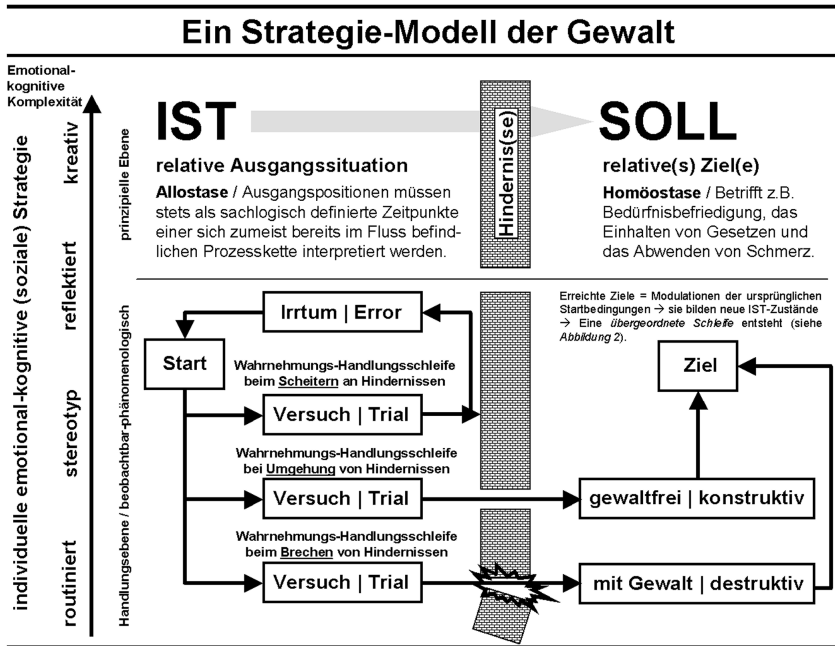 Ein Strategie-Modell der Gewalt
Emotional-
kognitive
Komplexität
individuelle emotional-kognitive (soziale) Strategie
kreativ
reflektiert
stereotyp
routiniert
prinzipielle Ebene
Handlungsebene / beobachtbar-phänomenologisch
IST
relative Ausgangssituation
Allostase / Ausgangspositionen müssen
stets als sachlogisch definierte Zeitpunkte
einer sich zumeist bereits im Fluss befind-
lichen Prozesskette interpretiert werden.
Hindernis(se)
SOLL
relative(s) Ziel(e)
Homöostase / Betrifft z.B.
Bedürfnisbefriedigung, das
Einhalten von Gesetzen und
das Abwenden von Schmerz.
Erreichte Ziele = Modulationen der ursprünglichen
Startbedingungen → sie bilden neue IST-Zustände
→ Eine übergeordnete Schleife entsteht (siehe
Abbildung 2).
Irrtum | Error
Start
Wahrnehmungs-Handlungsschleife
beim Scheitern an Hindernissen
Versuch | Trial
Ziel
Wahrnehmungs-Handlungsschleife
bei Umgehung von Hindernissen
Versuch | Trial
gewaltfrei | konstruktiv
Wahrnehmungs-Handlungsschleife
beim Brechen von Hindernissen
Versuch | Trial
mit Gewalt | destruktiv